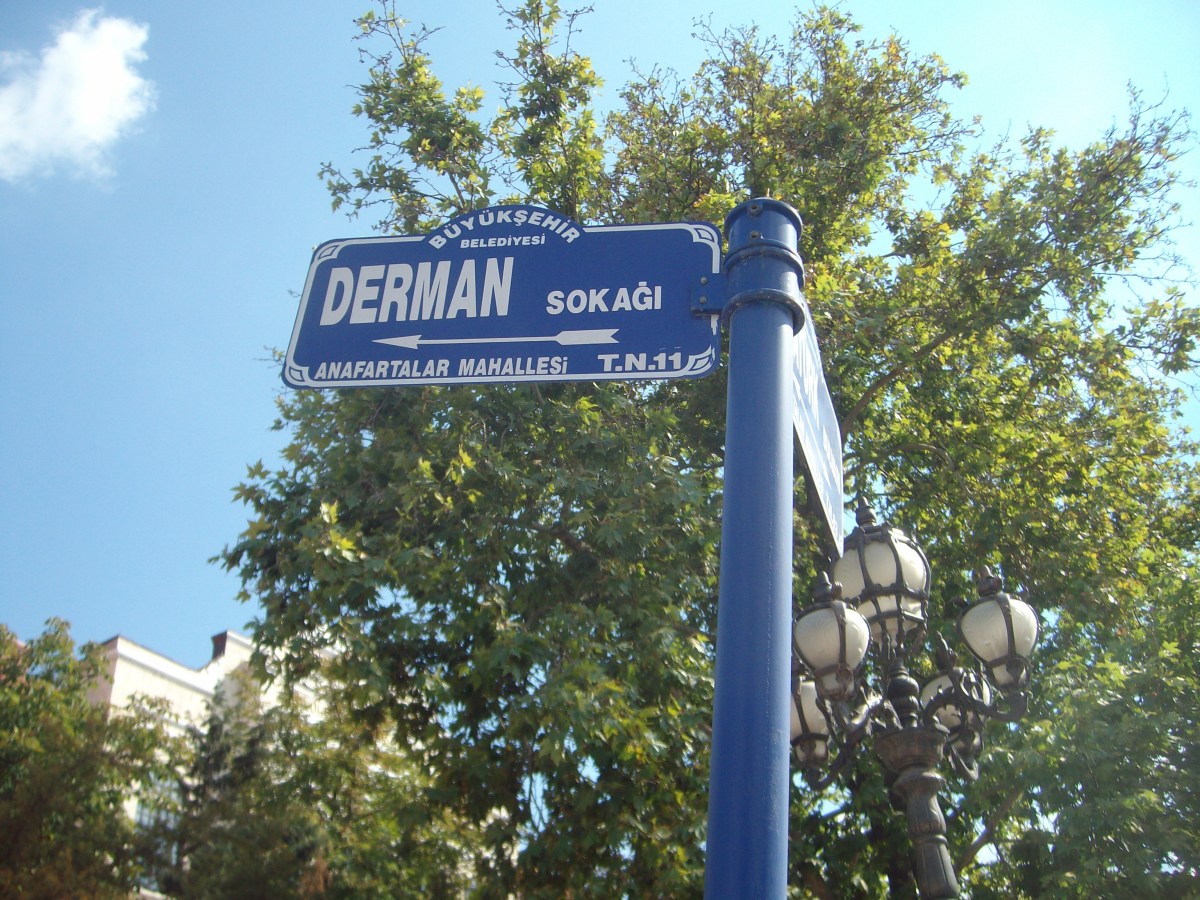 BÜYÜKŞEHİR
BELEDİYESİ
DERMAN SOKAĞI
ANAFARTALAR MAHALLESİ T.N.11